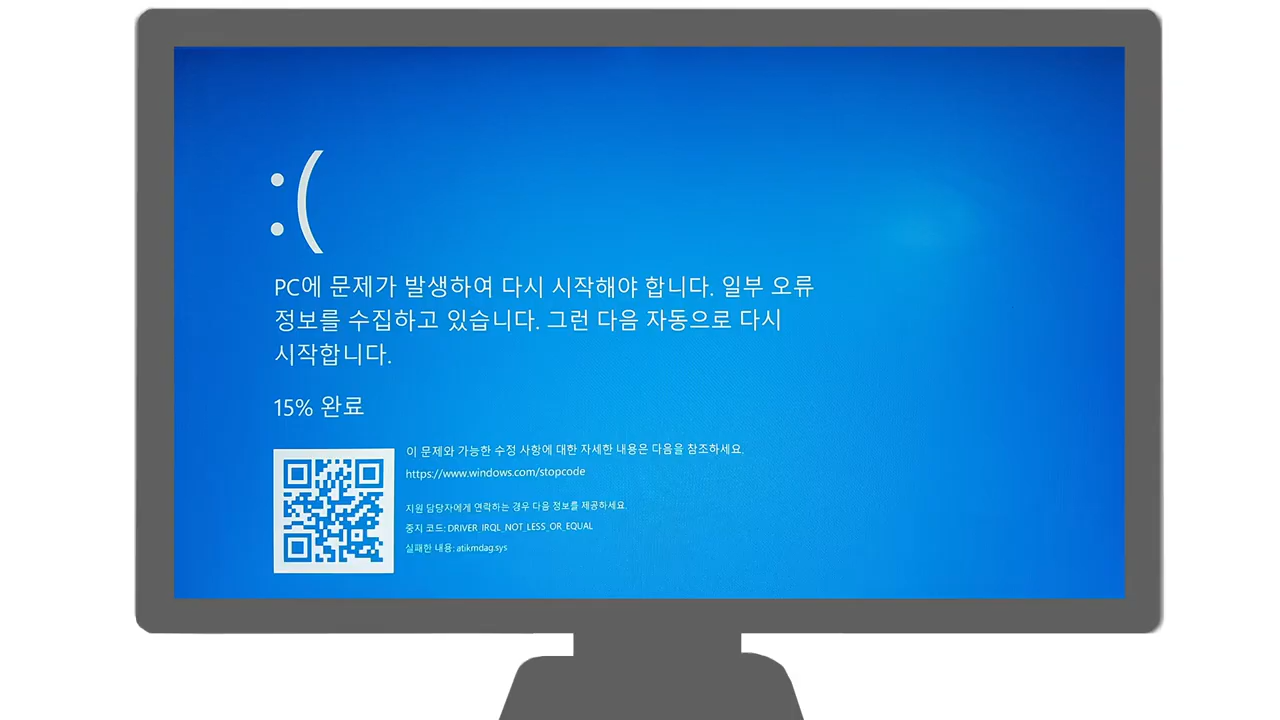 :(
PC에 문제가 발생하여 다시 시작해야 합니다. 일부 오류
정보를 수집하고 있습니다. 그런 다음 자동으로 다시
시작합니다.
15% 완료
이 문제와 가능한 수정 사항에 대한 자세한 내용은 다음을 참조하세요.
https://www.windows.com/stopcode
지원 담당자에게 연락하는 경우 다음 정보를 제공하세요.
중지 코드: DRIVER_IRQL_NOT_LESS_OR_EQUAL
실패한 내용: atikmdag.sys